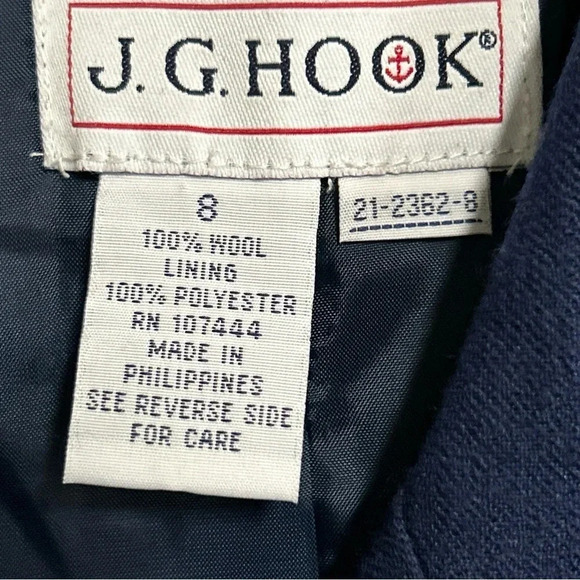 J.G.HOOK®
8
100% WOOL
LINING
100% POLYESTER
RN 107444
MADE IN
PHILIPPINES
SEE REVERSE SIDE
FOR CARE
21-2362-8